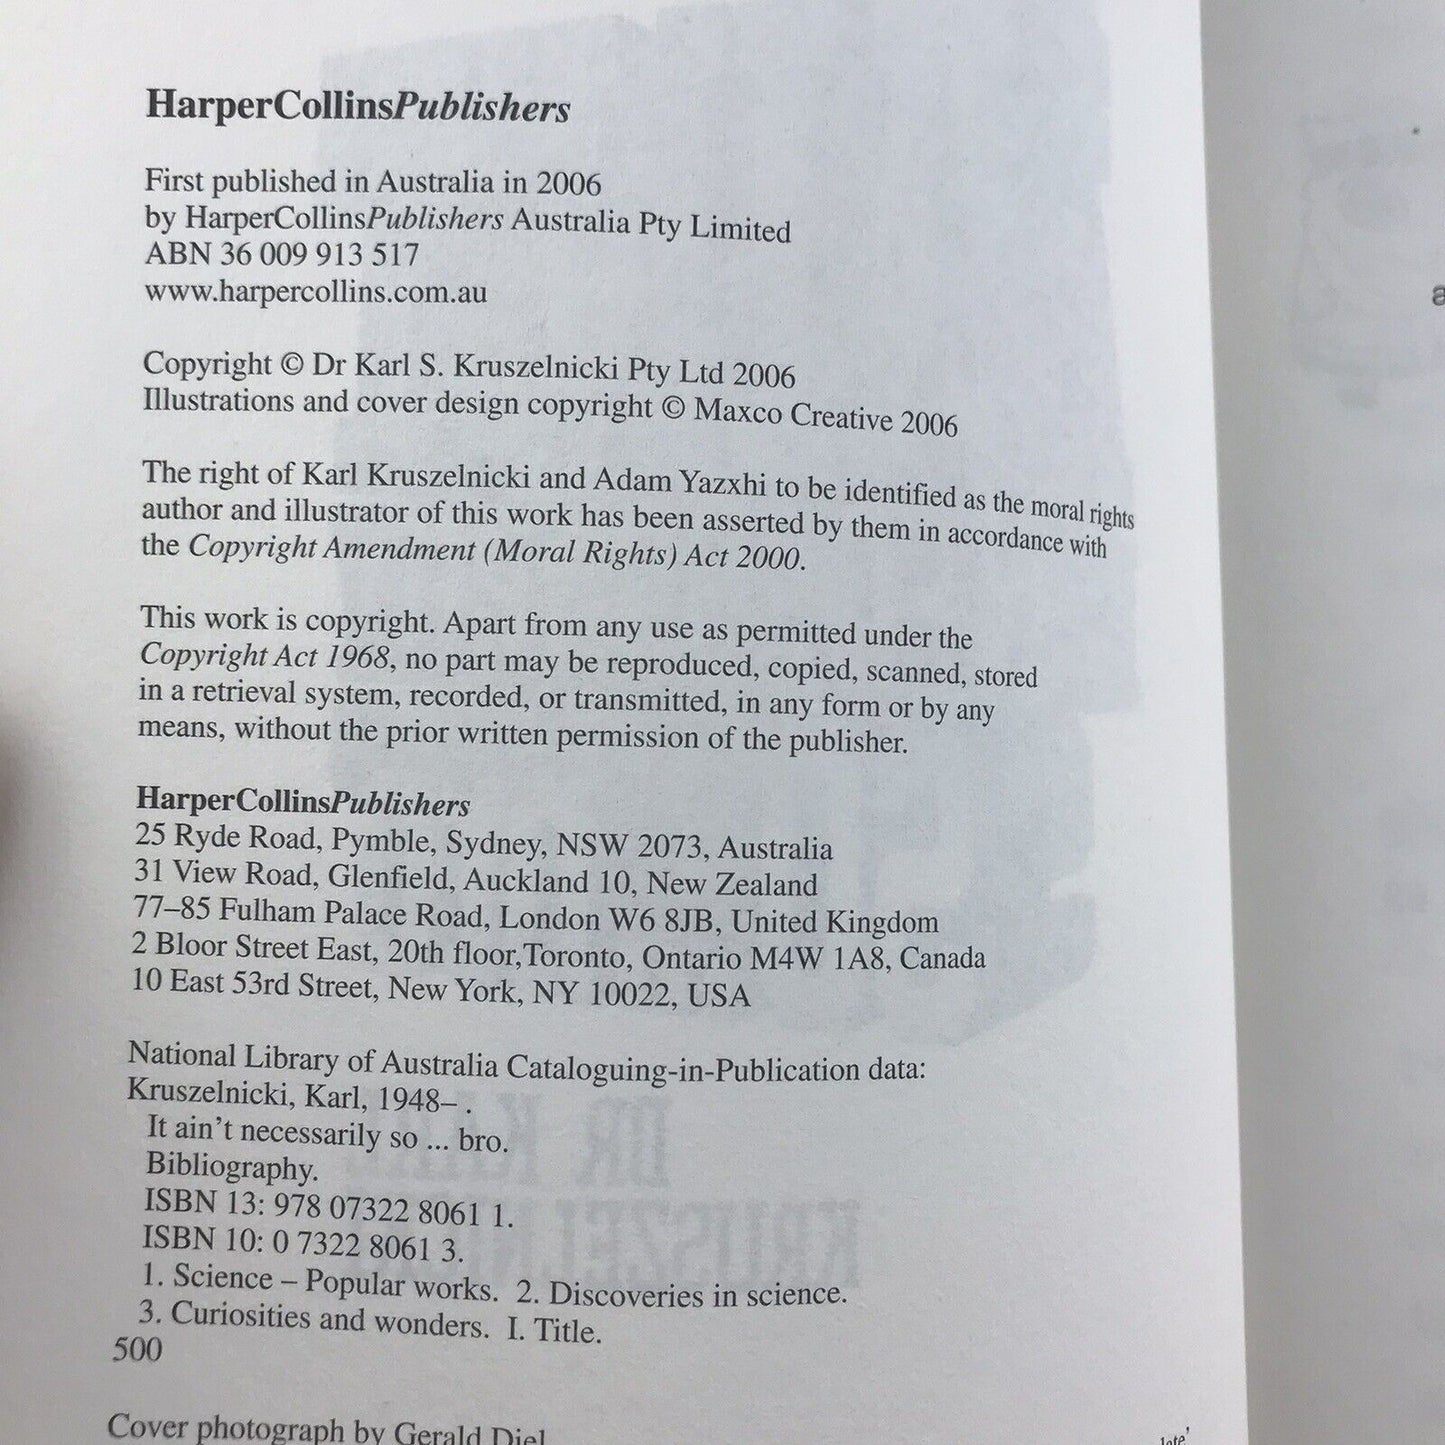 HarperCollinsPublishers
First published in Australia in 2006
by HarperCollinsPublishers Australia Pty Limited
ABN 36 009 913 517
www.harpercollins.com.au
Copyright © Dr Karl S. Kruszelnicki Pty Ltd 2006
Illustrations and cover design copyright © Maxco Creative 2006
The right of Karl Kruszelnicki and Adam Yazxhi to be identified as the moral rights
author and illustrator of this work has been asserted by them in accordance with
the Copyright Amendment (Moral Rights) Act 2000.
This work is copyright. Apart from any use as permitted under the
Copyright Act 1968, no part may be reproduced, copied, scanned, stored
in a retrieval system, recorded, or transmitted, in any form or by any
means, without the prior written permission of the publisher.
HarperCollinsPublishers
25 Ryde Road, Pymble, Sydney, NSW 2073, Australia
31 View Road, Glenfield, Auckland 10, New Zealand
77–85 Fulham Palace Road, London W6 8JB, United Kingdom
2 Bloor Street East, 20th floor,Toronto, Ontario M4W 1A8, Canada
10 East 53rd Street, New York, NY 10022, USA
National Library of Australia Cataloguing-in-Publication data:
Kruszelnicki, Karl, 1948– .
It ain't necessarily so ... bro.
Bibliography.
ISBN 13: 978 07322 8061 1.
ISBN 10: 0 7322 8061 3.
1. Science – Popular works. 2. Discoveries in science.
3. Curiosities and wonders. I. Title.
500
Cover photograph by Gerald Diel